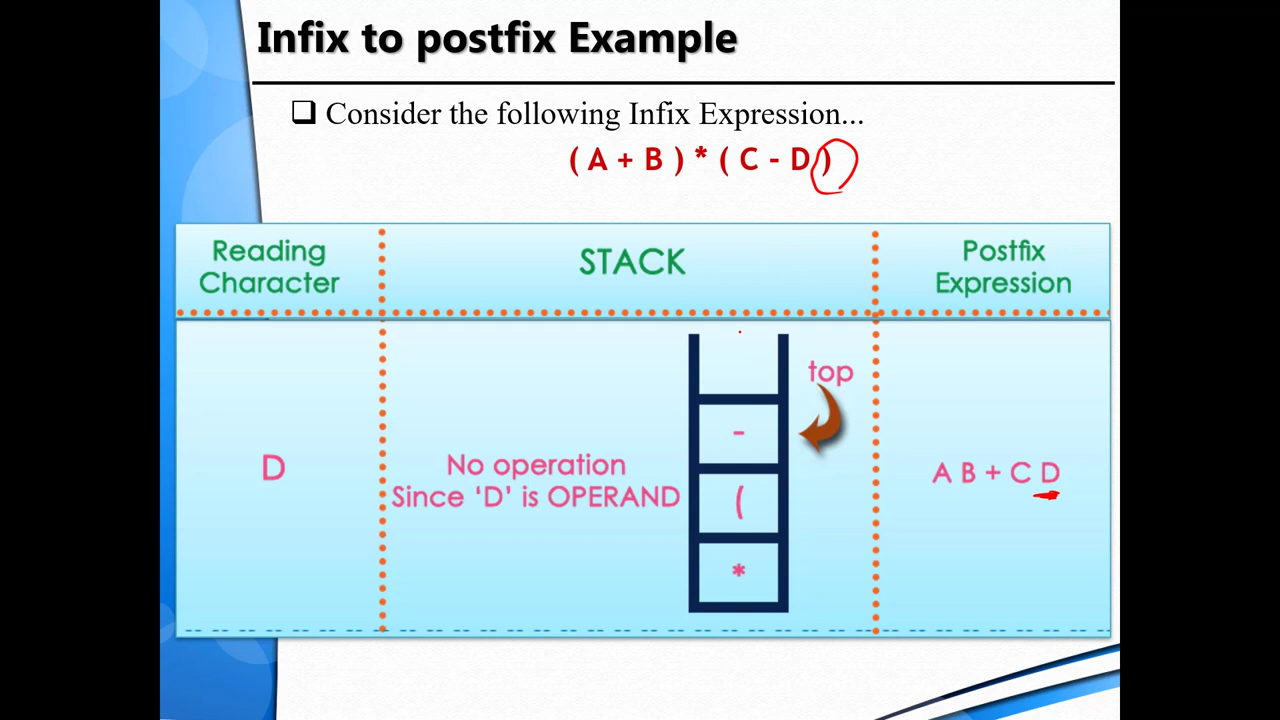 Infix to postfix Example
❑ Consider the following Infix Expression...
( A + B ) * ( C - D )
Reading
Character
STACK
Postfix
Expression
D
No operation
Since ‘D’ is OPERAND
top
-
(
*
A B + C D